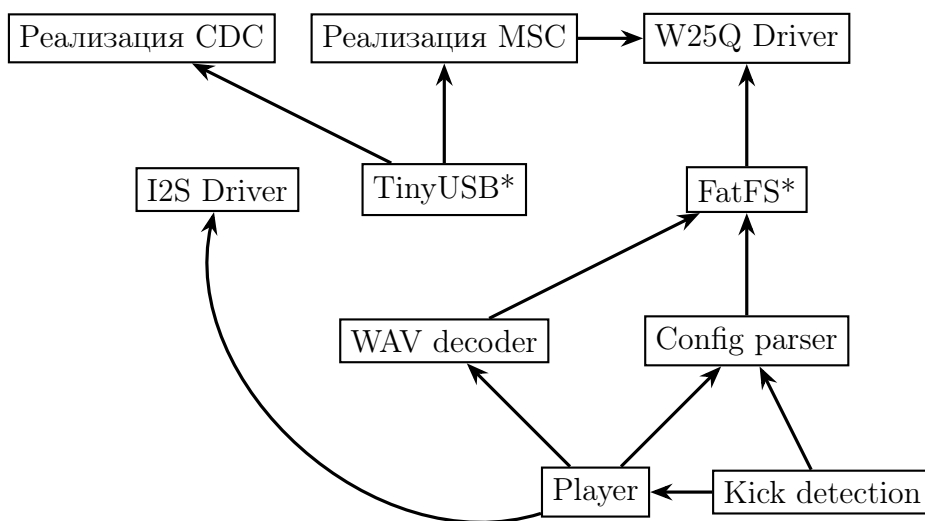 Реализация CDC
Реализация MSC
W25Q Driver
I2S Driver
TinyUSB*
FatFS*
WAV decoder
Config parser
Player
Kick detection